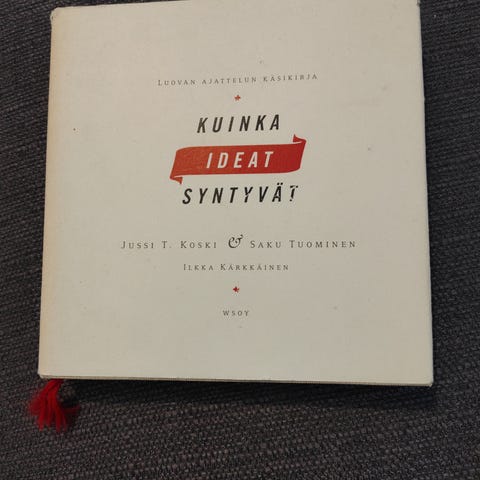 LUOVAN AJATTELUN KÄSIKIRJA
KUINKA
IDEAT
SYNTYVÄT
JUSSI T. KOSKI & SAKU TUOMINEN
ILKKA KÄRKKÄINEN
WSOY